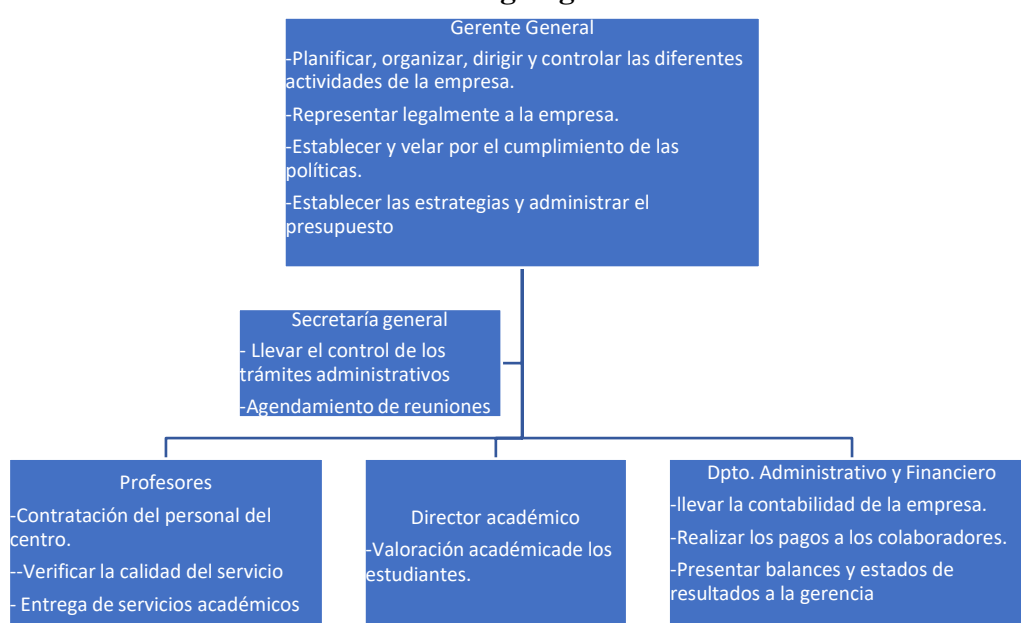 Gerente General
-Planificar, organizar, dirigir y controlar las diferentes
actividades de la empresa.
-Representar legalmente a la empresa.
-Establecer y velar por el cumplimiento de las
políticas.
-Establecer las estrategias y administrar el
presupuesto
Secretaría general
- Llevar el control de los
trámites administrativos
-Agendamiento de reuniones
Profesores
-Contratación del personal del
centro.
--Verificar la calidad del servicio
- Entrega de servicios académicos
Director académico
-Valoración académicade los
estudiantes.
Dpto. Administrativo y Financiero
-llevar la contabilidad de la empresa.
-Realizar los pagos a los colaboradores.
-Presentar balances y estados de
resultados a la gerencia